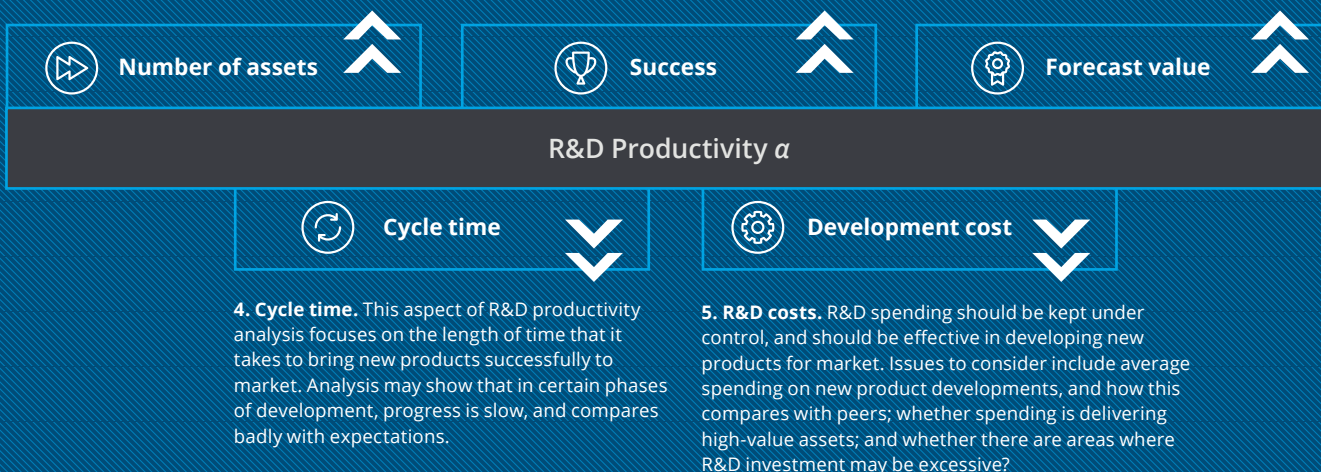 Number of assets
Success
Forecast value
R&D Productivity α
Cycle time
Development cost
4. Cycle time. This aspect of R&D productivity
analysis focuses on the length of time that it
takes to bring new products successfully to
market. Analysis may show that in certain phases
of development, progress is slow, and compares
badly with expectations.
5. R&D costs. R&D spending should be kept under
control, and should be effective in developing new
products for market. Issues to consider include average
spending on new product developments, and how this
compares with peers; whether spending is delivering
high-value assets; and whether there are areas where
R&D investment may be excessive?